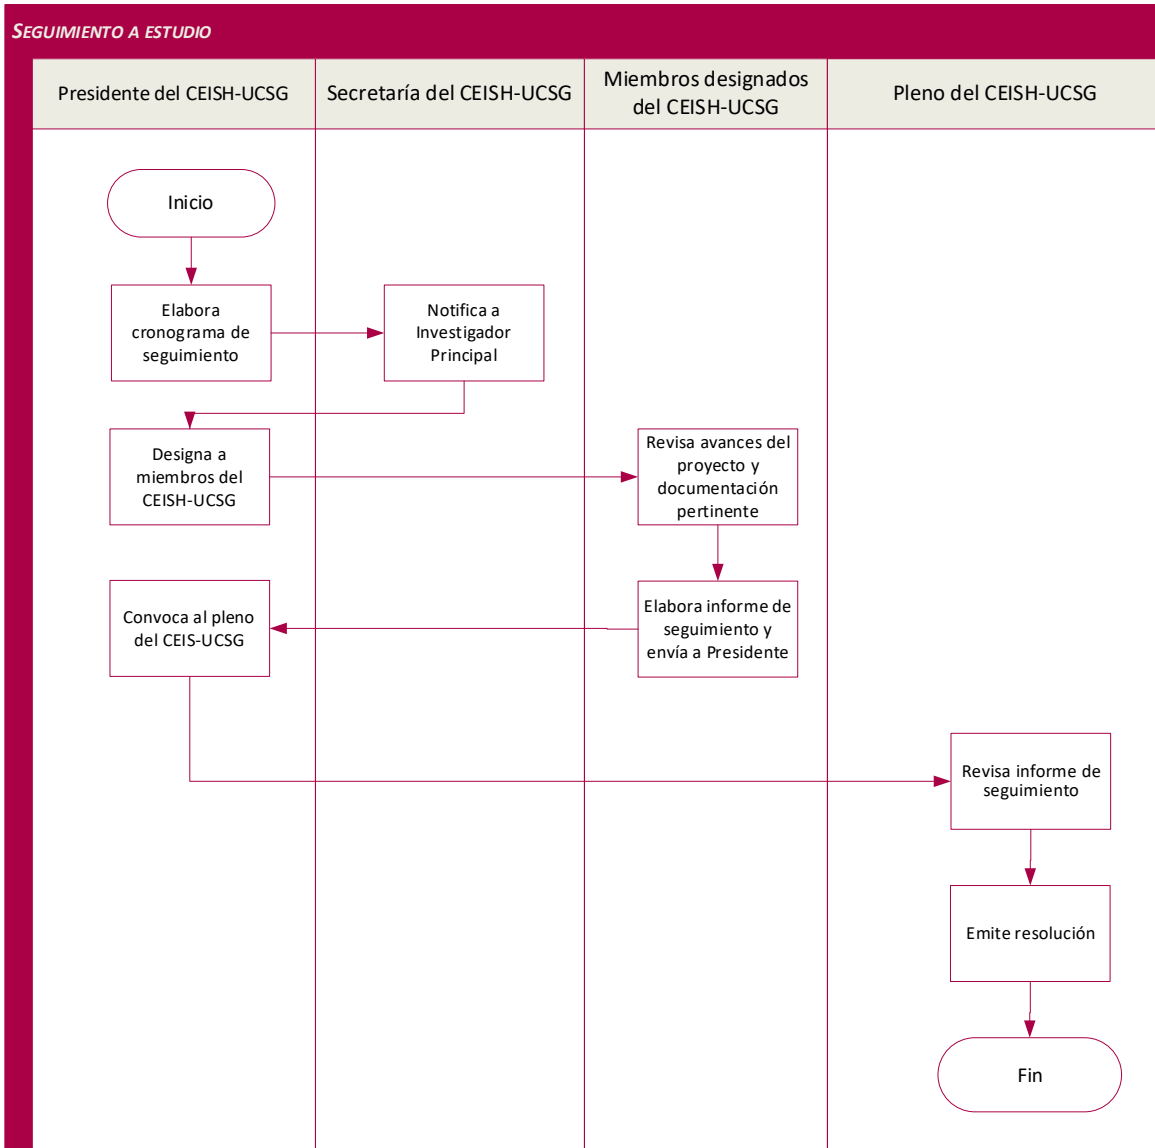 SEGUIMIENTO A ESTUDIO
Presidente del CEISH-UCSG
Secretaría del CEISH-UCSG
Miembros designados
del CEISH-UCSG
Pleno del CEISH-UCSG
Inicio
Elabora
cronograma de
seguimiento
Notifica a
Investigador
Principal
Designa a
miembros del
CEISH-UCSG
Revisa avances del
proyecto y
documentación
pertinente
Convoca al pleno
del CEIS-UCSG
Elabora informe de
seguimiento y
envía a Presidente
Revisa informe de
seguimiento
Emite resolución
Fin